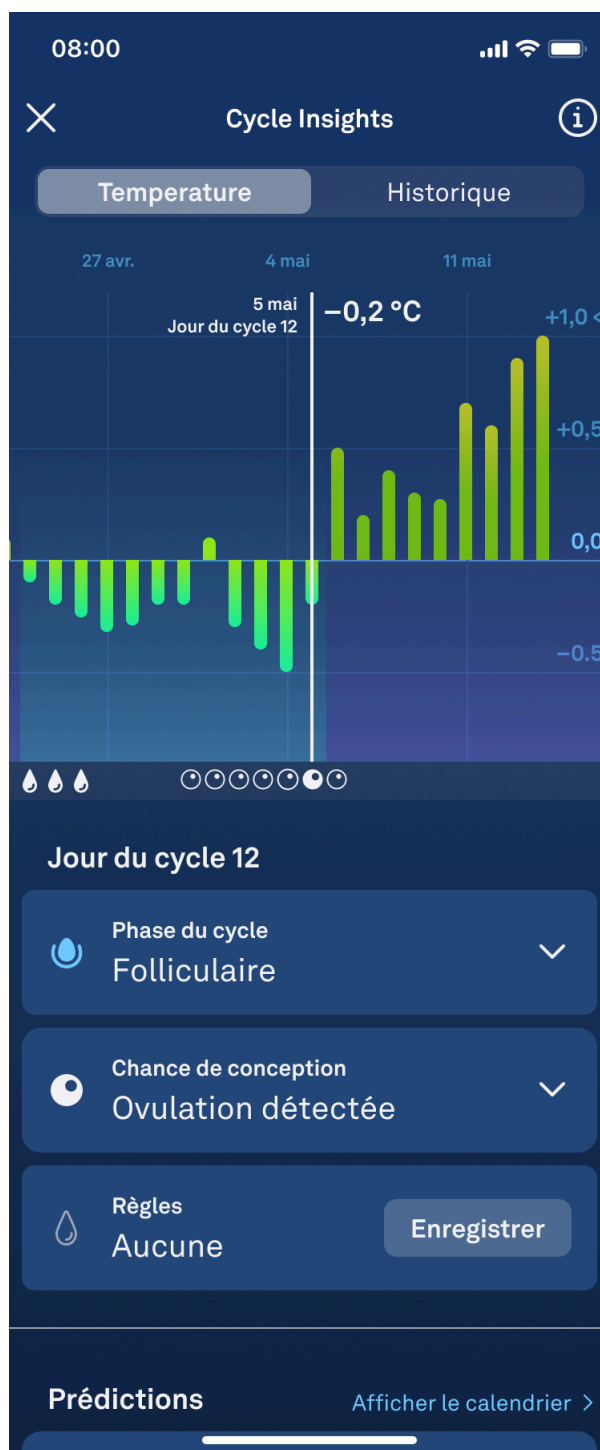 08:00
Cycle Insights
Temperature
Historique
27 avr.
4 mai
11 mai
5 mai
Jour du cycle 12
−0,2 °C
+1,0 <
+0,5
0,0
−0.5
Jour du cycle 12
Phase du cycle
Folliculaire
Chance de conception
Ovulation détectée
Règles
Aucune
Enregistrer
Prédictions
Afficher le calendrier >